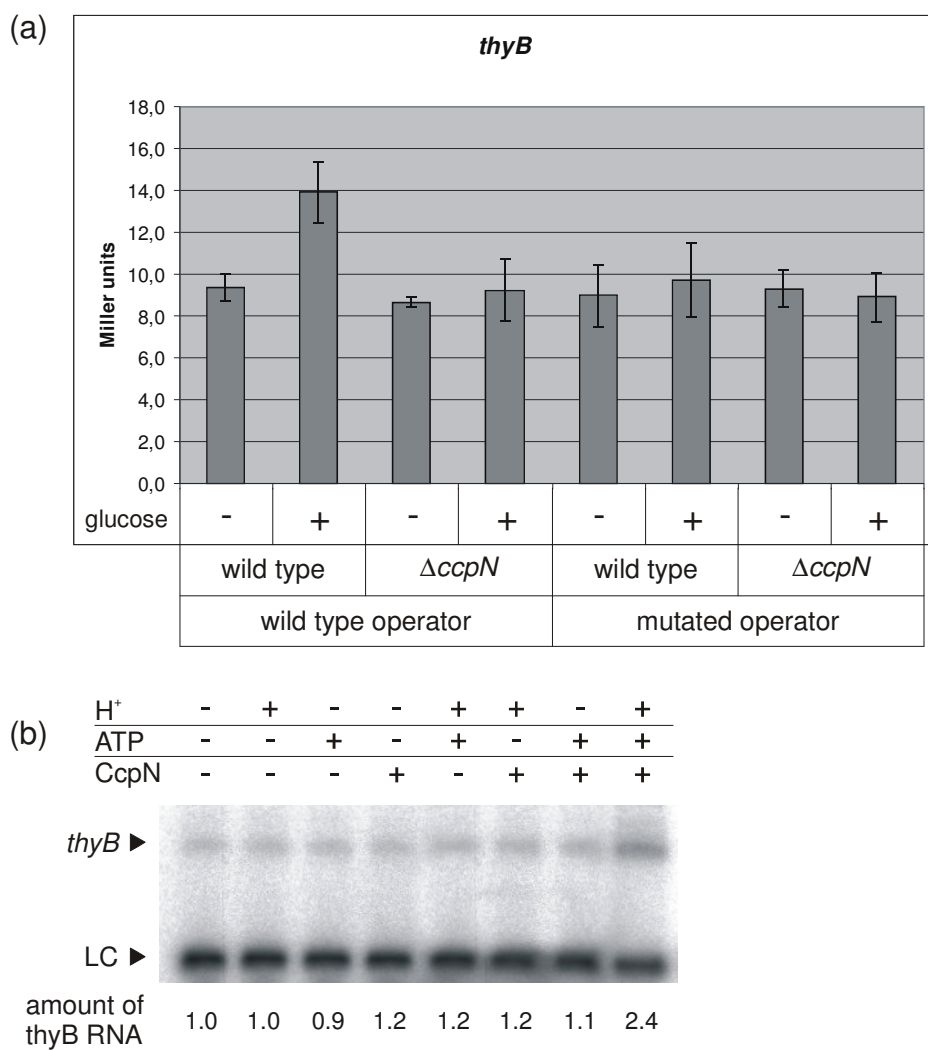 (a)
thyB
18,0
16,0
14,0
12,0
10,0
8,0
6,0
4,0
2,0
0,0
Miller units
glucose - + - + - + - +
wild type ΔccpN wild type ΔccpN
wild type operator mutated operator
(b)
H⁺ - + - - + + - +
ATP - - + - + - + +
CcpN - - - + - + + +
thyB ►
LC ►
amount of
thyB RNA 1.0 1.0 0.9 1.2 1.2 1.2 1.1 2.4